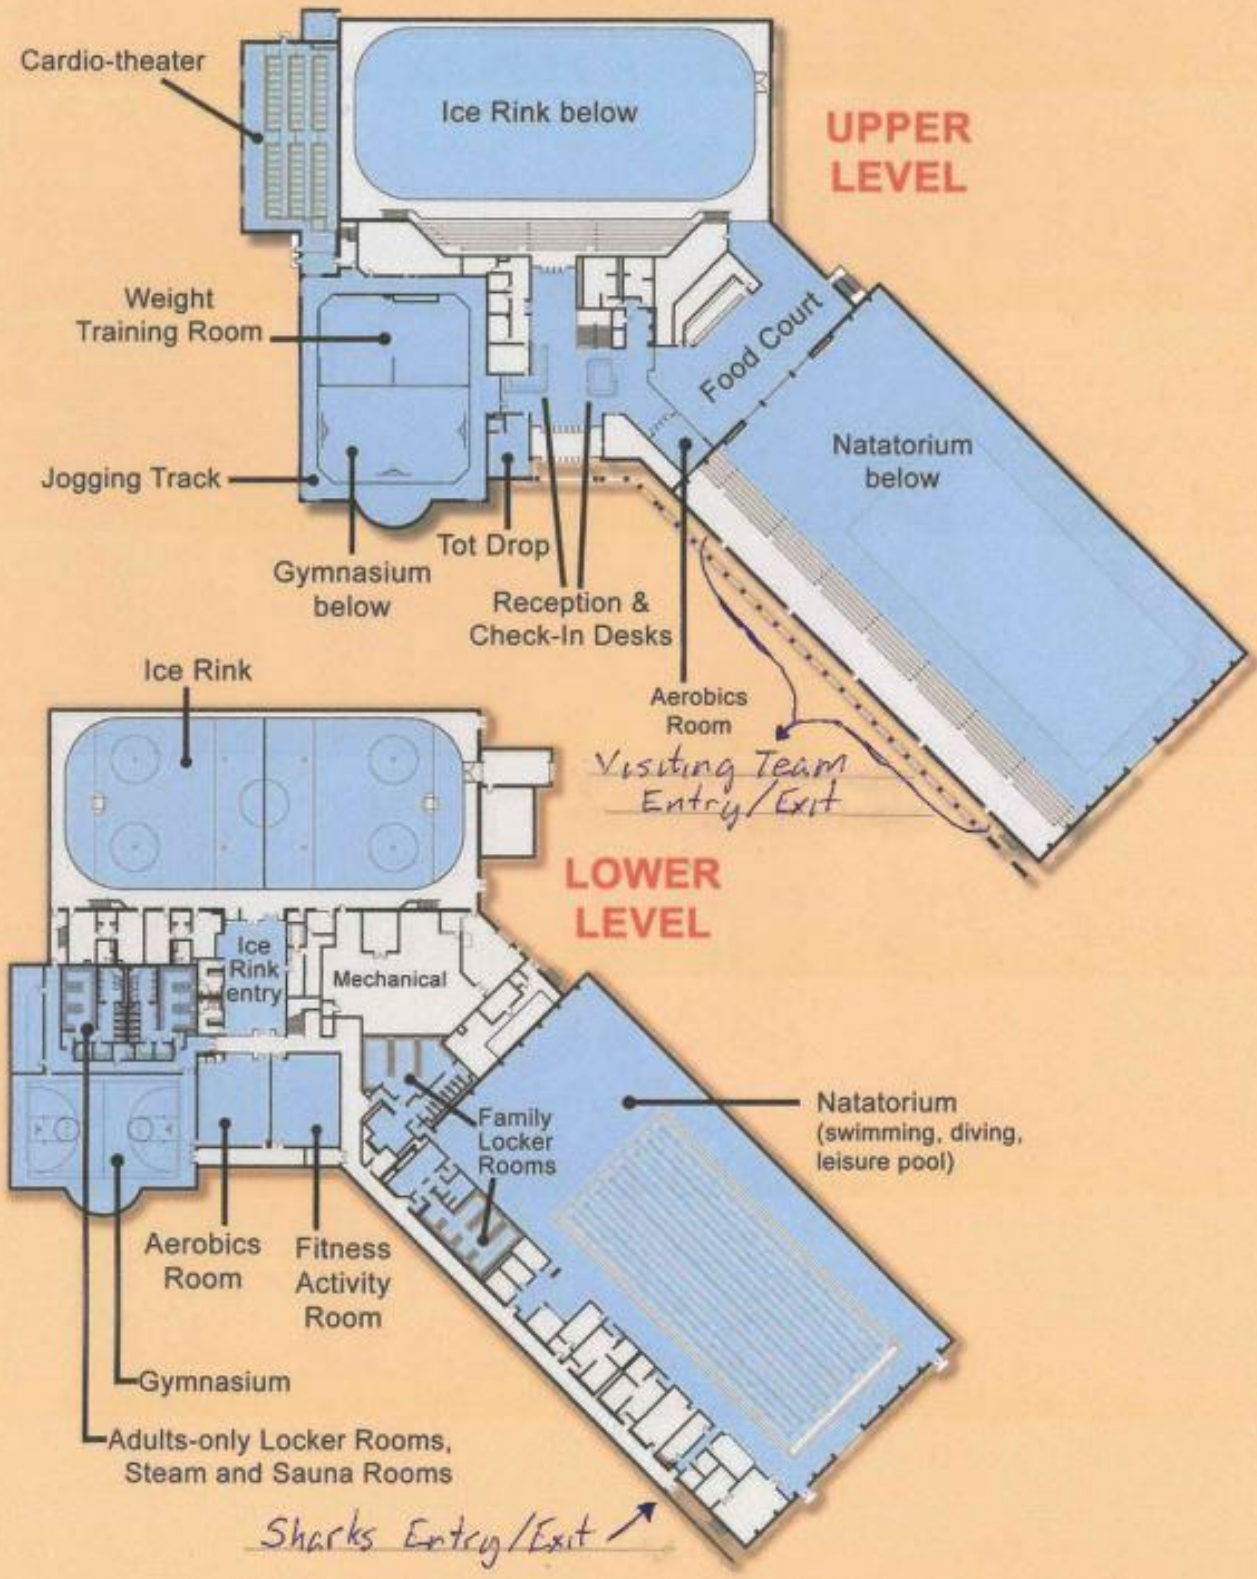 Cardio-theater
Ice Rink below
UPPER
LEVEL
Weight
Training Room
Food Court
Natatorium
below
Jogging Track
Tot Drop
Gymnasium
below
Reception &
Check-In Desks
Aerobics
Room
Visiting Team
Entry/Exit
Ice Rink
LOWER
LEVEL
Ice
Rink
entry
Mechanical
Family
Locker
Rooms
Natatorium
(swimming, diving,
leisure pool)
Aerobics
Room
Fitness
Activity
Room
Gymnasium
Adults-only Locker Rooms,
Steam and Sauna Rooms
Sharks Entry/Exit